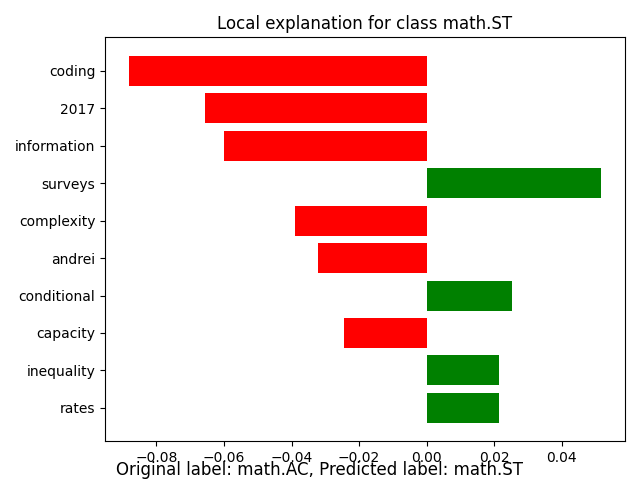 Local explanation for class math.ST
coding
2017
information
surveys
complexity
andrei
conditional
capacity
inequality
rates
−0.08 −0.06 −0.04 −0.02 0.00 0.02 0.04
Original label: math.AC, Predicted label: math.ST